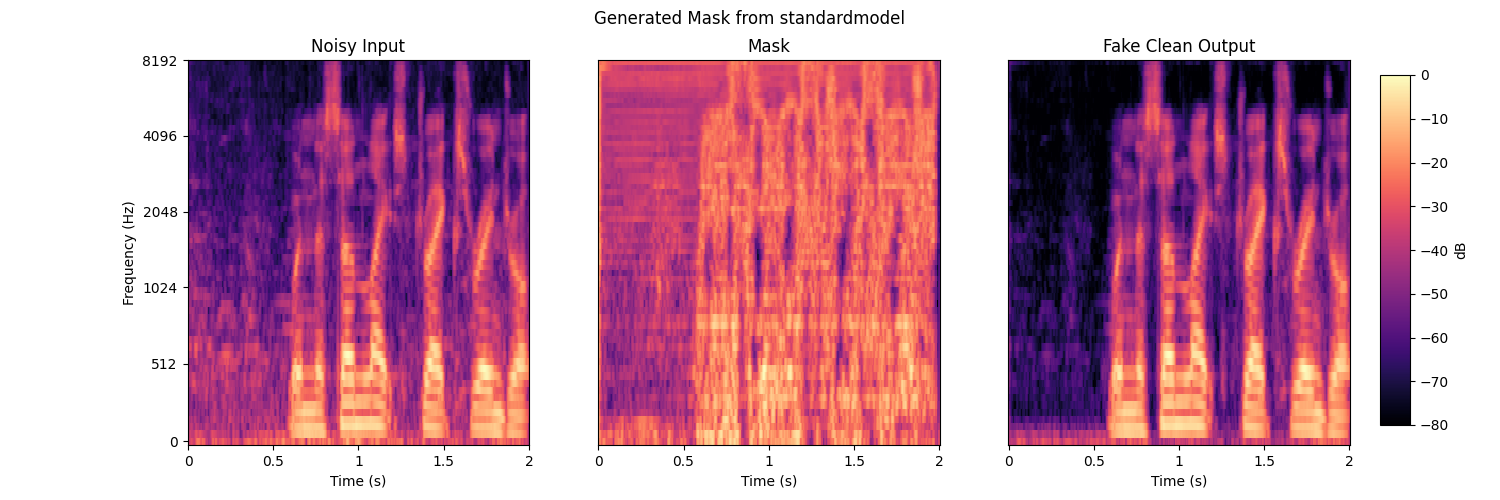 Generated Mask from standardmodel
Noisy Input
Mask
Fake Clean Output
Frequency (Hz)
8192
4096
2048
1024
512
0
0 0.5 1 1.5 2
Time (s)
0 0.5 1 1.5 2
Time (s)
0 0.5 1 1.5 2
Time (s)
0
−10
−20
−30
−40
−50
−60
−70
−80
dB